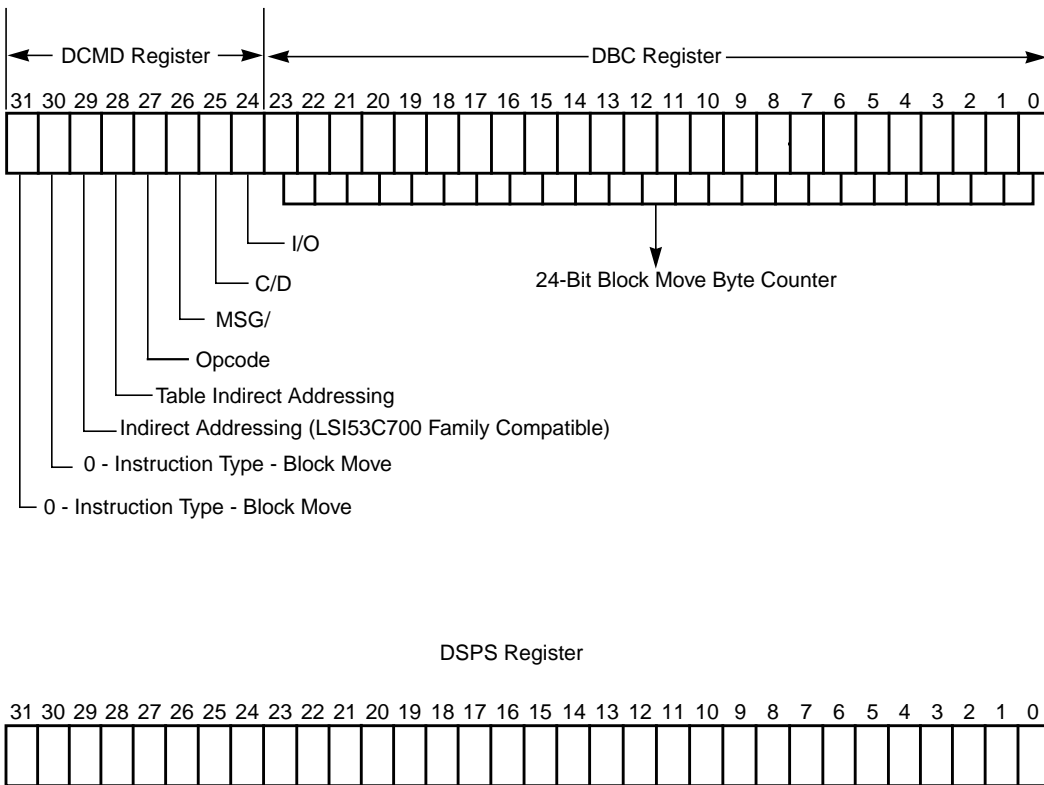 DCMD Register DBC Register
31 30 29 28 27 26 25 24 23 22 21 20 19 18 17 16 15 14 13 12 11 10 9 8 7 6 5 4 3 2 1 0
I/O
24-Bit Block Move Byte Counter
C/D
MSG/
Opcode
Table Indirect Addressing
Indirect Addressing (LSI53C700 Family Compatible)
0 - Instruction Type - Block Move
0 - Instruction Type - Block Move
DSPS Register
31 30 29 28 27 26 25 24 23 22 21 20 19 18 17 16 15 14 13 12 11 10 9 8 7 6 5 4 3 2 1 0